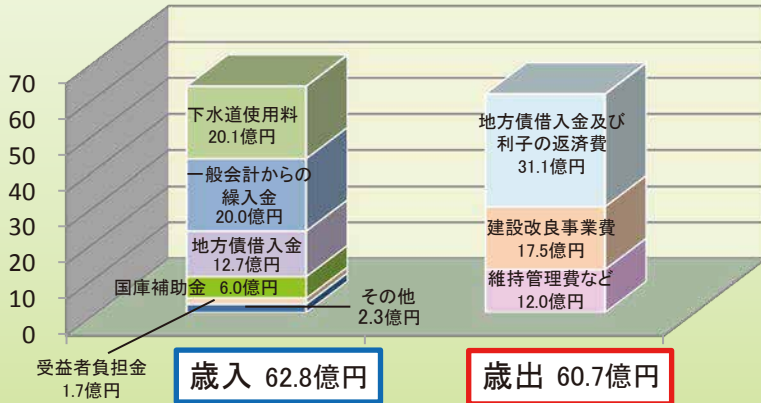 70
60
50
40
30
20
10
0
下水道使用料
20.1億円
一般会計からの
繰入金
20.0億円
地方債借入金
12.7億円
国庫補助金 6.0億円
その他
2.3億円
受益者負担金
1.7億円
歳入 62.8億円
地方債借入金及び
利子の返済費
31.1億円
建設改良事業費
17.5億円
維持管理費など
12.0億円
歳出 60.7億円